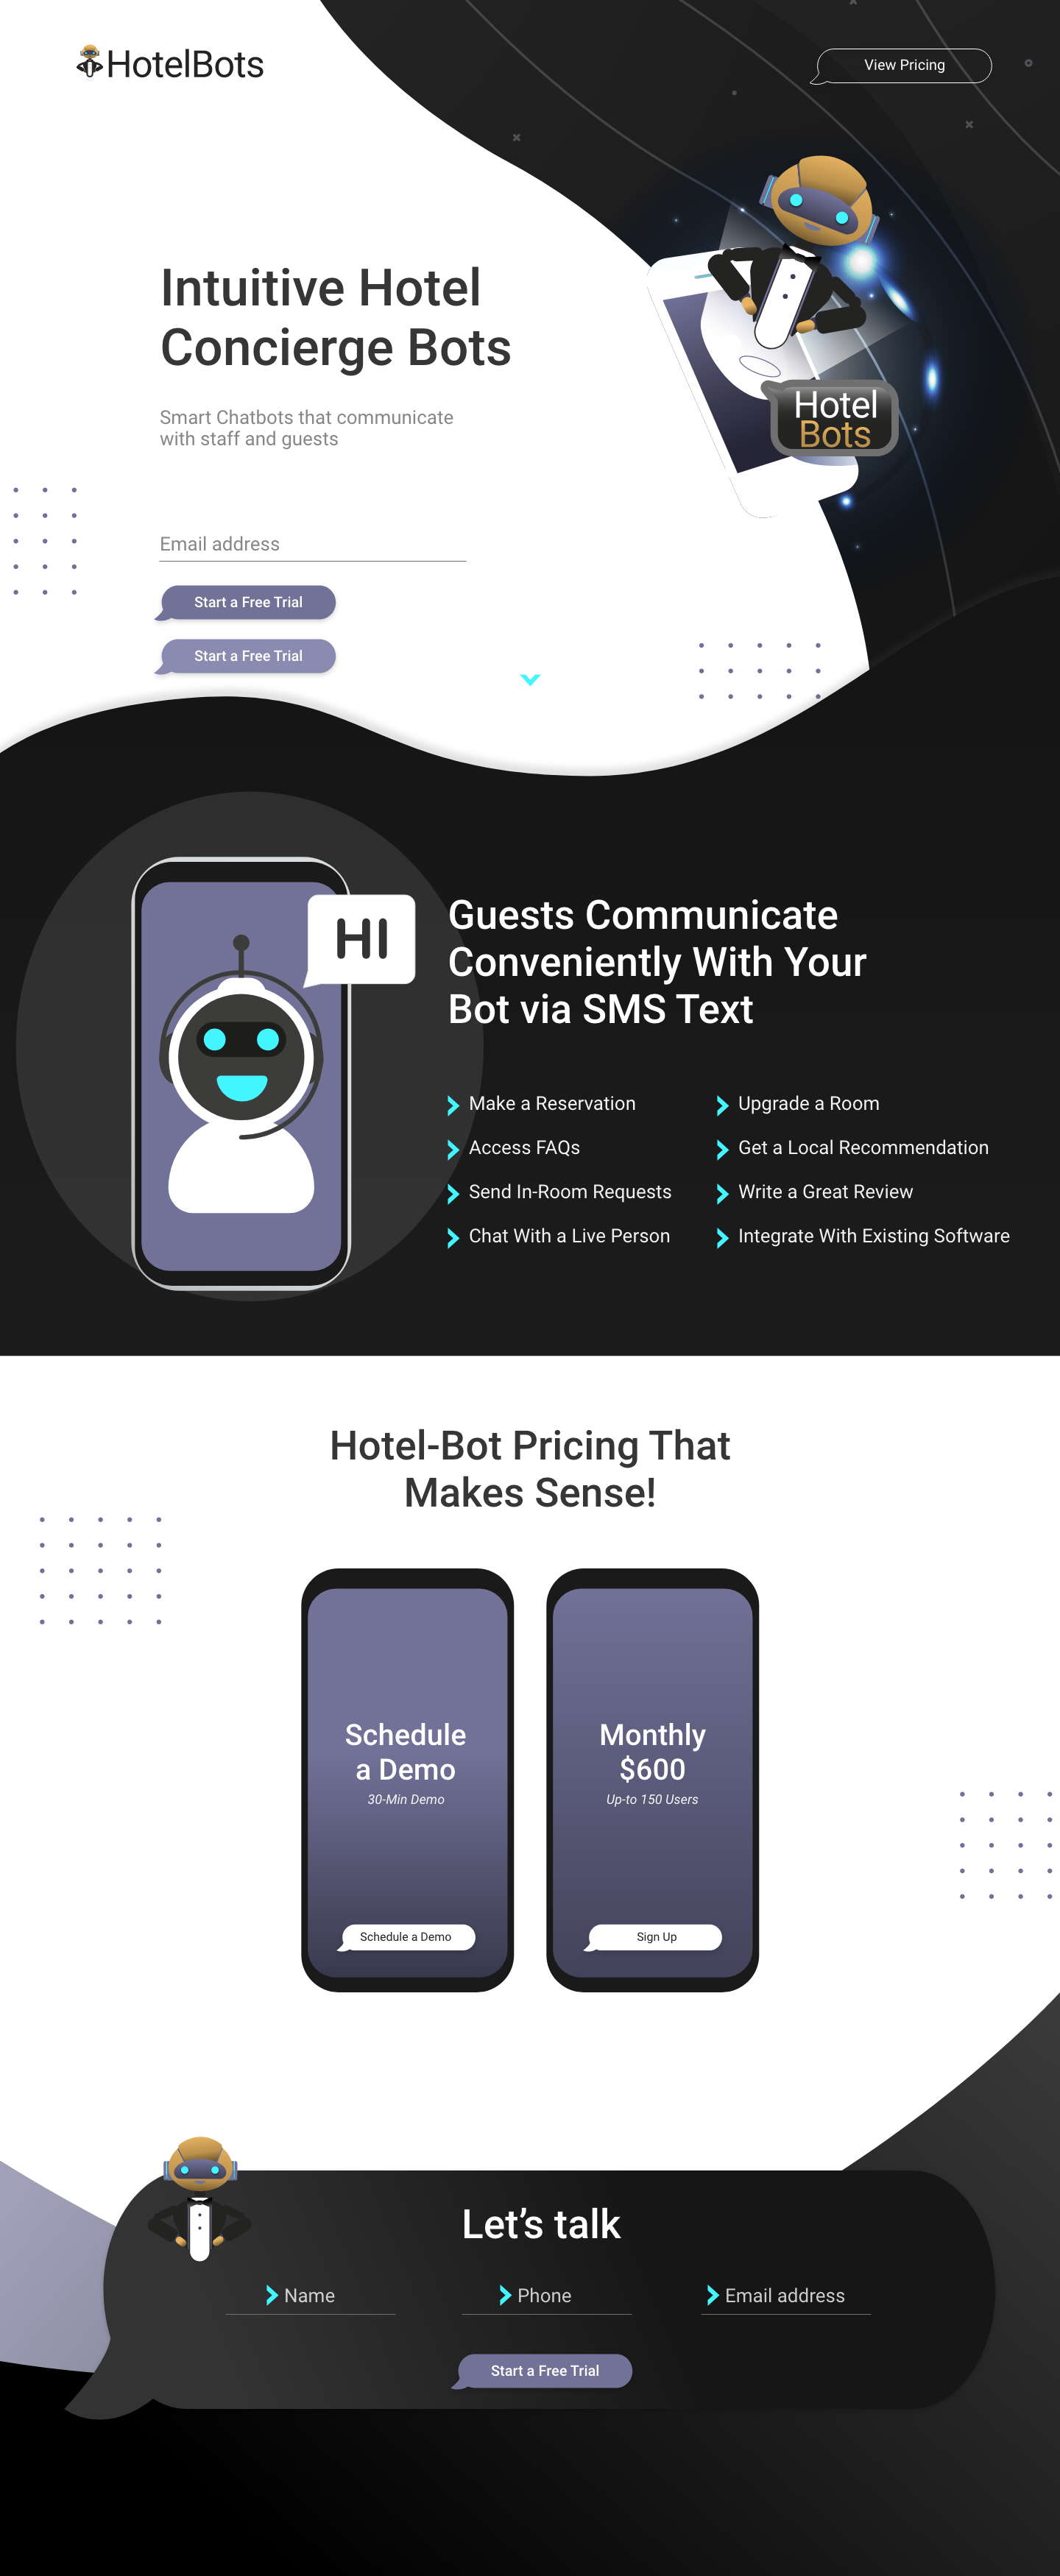 HotelBots
View Pricing
Intuitive Hotel
Concierge Bots
Smart Chatbots that communicate
with staff and guests
Hotel
Bots
Email address
Start a Free Trial
Start a Free Trial
HI
Guests Communicate
Conveniently With Your
Bot via SMS Text
Make a Reservation
Upgrade a Room
Access FAQs
Get a Local Recommendation
Send In-Room Requests
Write a Great Review
Chat With a Live Person
Integrate With Existing Software
Hotel-Bot Pricing That
Makes Sense!
Schedule
a Demo
30-Min Demo
Schedule a Demo
Monthly
$600
Up-to 150 Users
Sign Up
Let’s talk
Name
Phone
Email address
Start a Free Trial